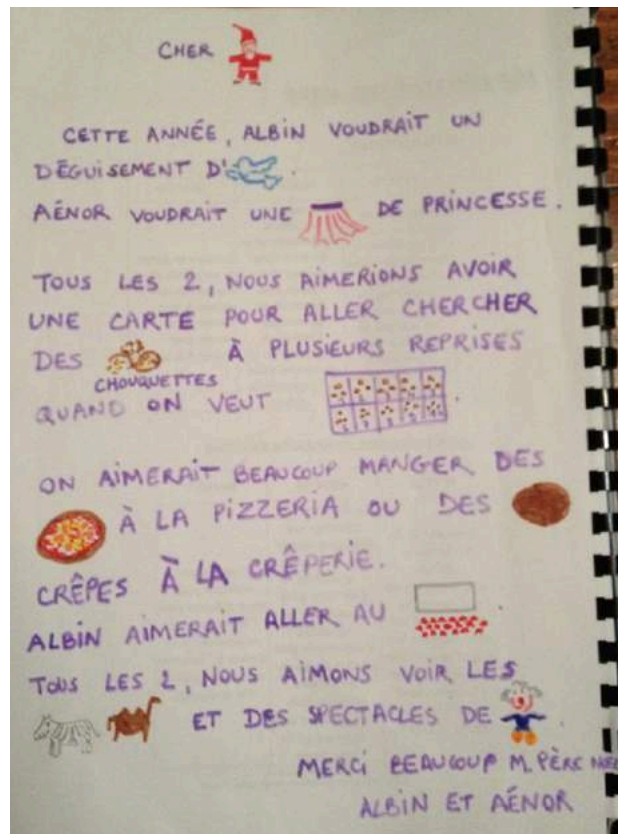 CHER
CETTE ANNÉE, ALBIN VOUDRAIT UN
DÉGUISEMENT D'
AÉNOR VOUDRAIT UNE DE PRINCESSE.
TOUS LES 2, NOUS AIMERIONS AVOIR
UNE CARTE POUR ALLER CHERCHER
DES À PLUSIEURS REPRISES
CHOUQUETTES
QUAND ON VEUT .
ON AIMERAIT BEAUCOUP MANGER DES
À LA PIZZERIA OU DES
CRÊPES À LA CRÊPERIE.
ALBIN AIMERAIT ALLER AU .
TOUS LES 2, NOUS AIMONS VOIR LES
ET DES SPECTACLES DE .
MERCI BEAUCOUP M. PÈRE NOËL
ALBIN ET AÉNOR